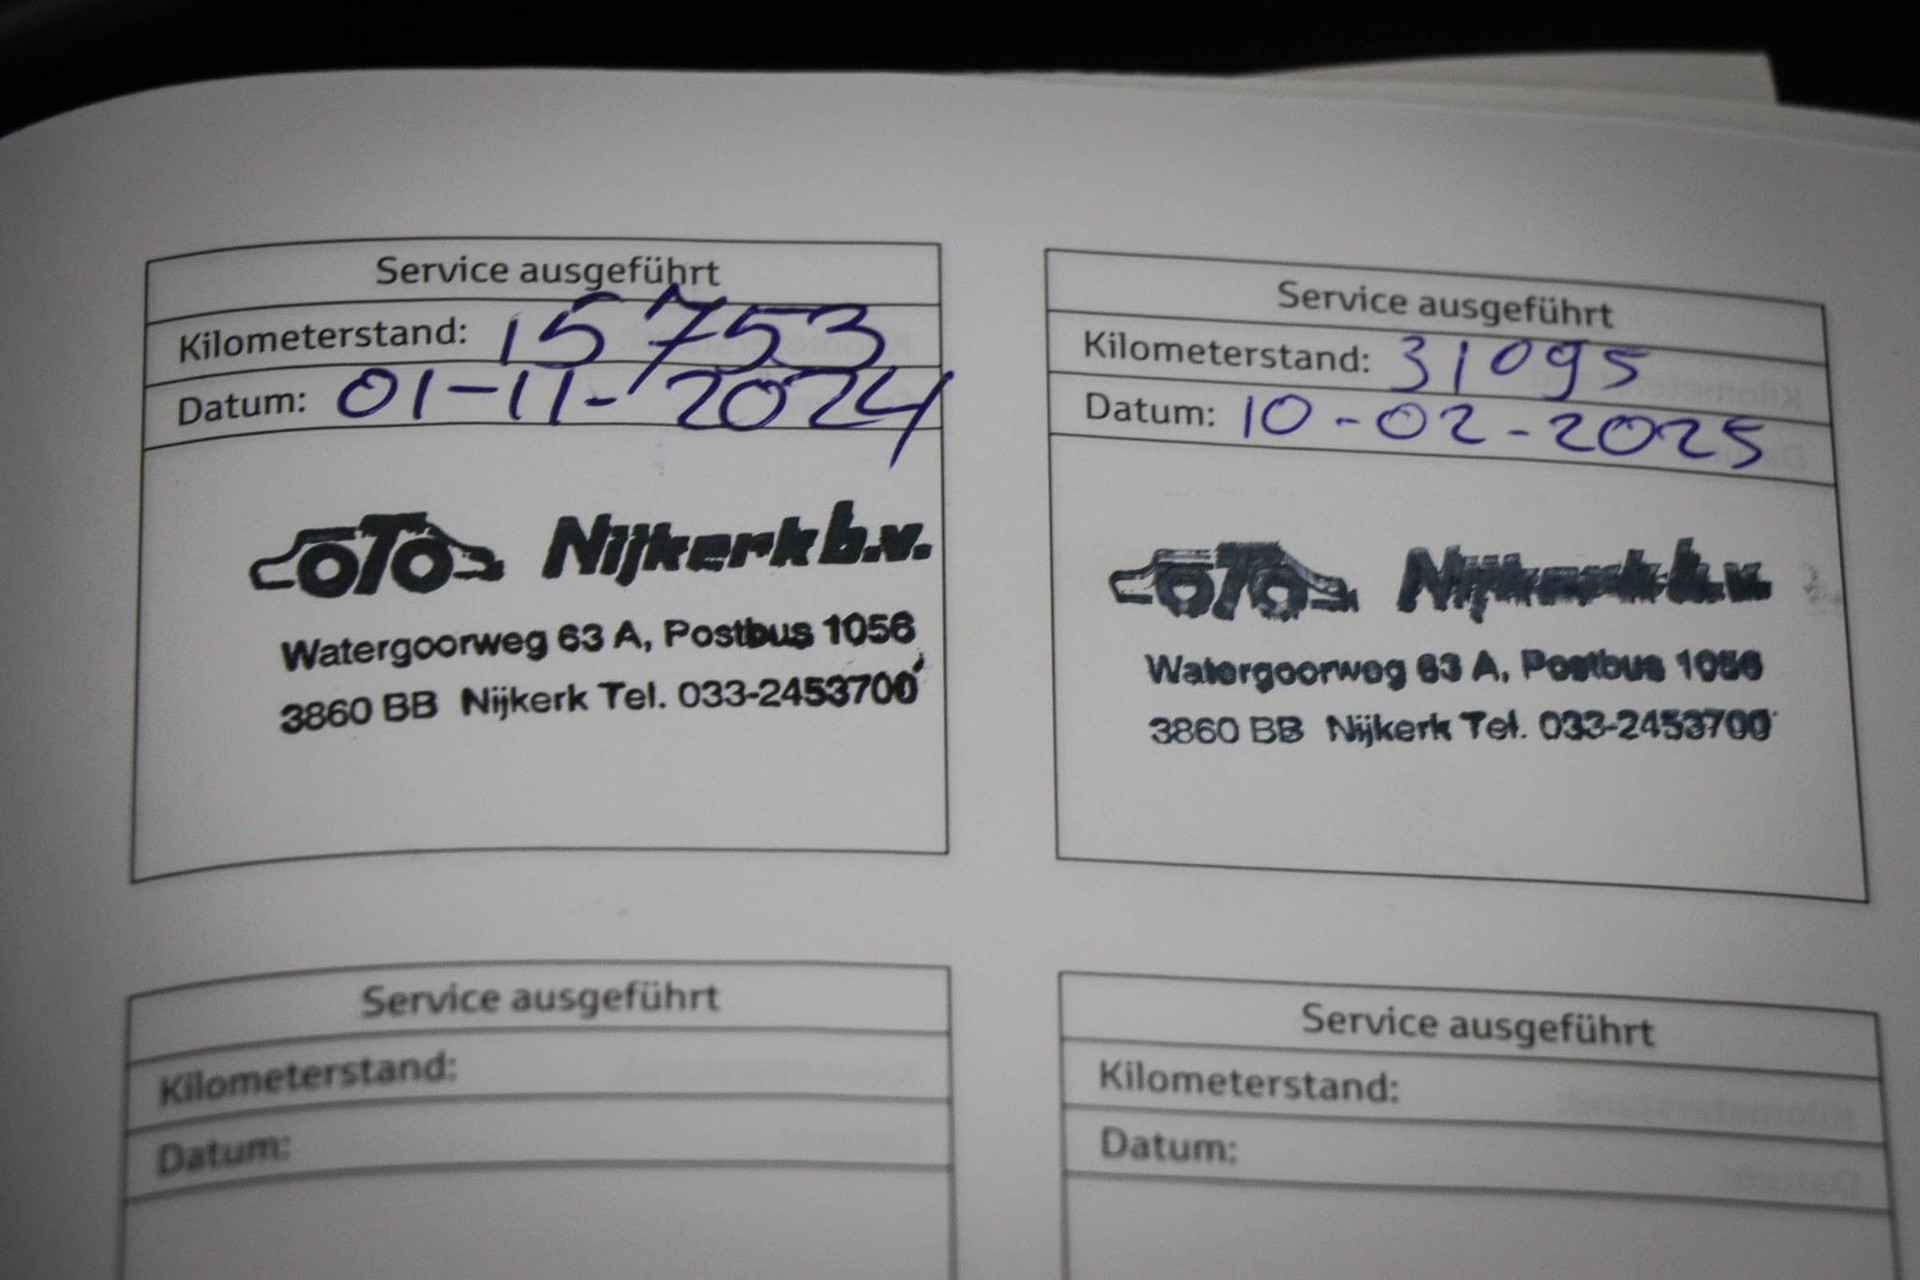 Service ausgeführt
Kilometerstand: 15753
Datum: 01-11-2024
OTO Nijkerk b.v.
Watergoorweg 63 A, Postbus 1056
3860 BB Nijkerk Tel. 033-2453700
Service ausgeführt
Kilometerstand: 31095
Datum: 10-02-2025
OTO Nijkerk b.v.
Watergoorweg 63 A, Postbus 1056
3860 BB Nijkerk Tel. 033-2453700
Service ausgeführt
Kilometerstand:
Datum:
Service ausgeführt
Kilometerstand:
Datum: